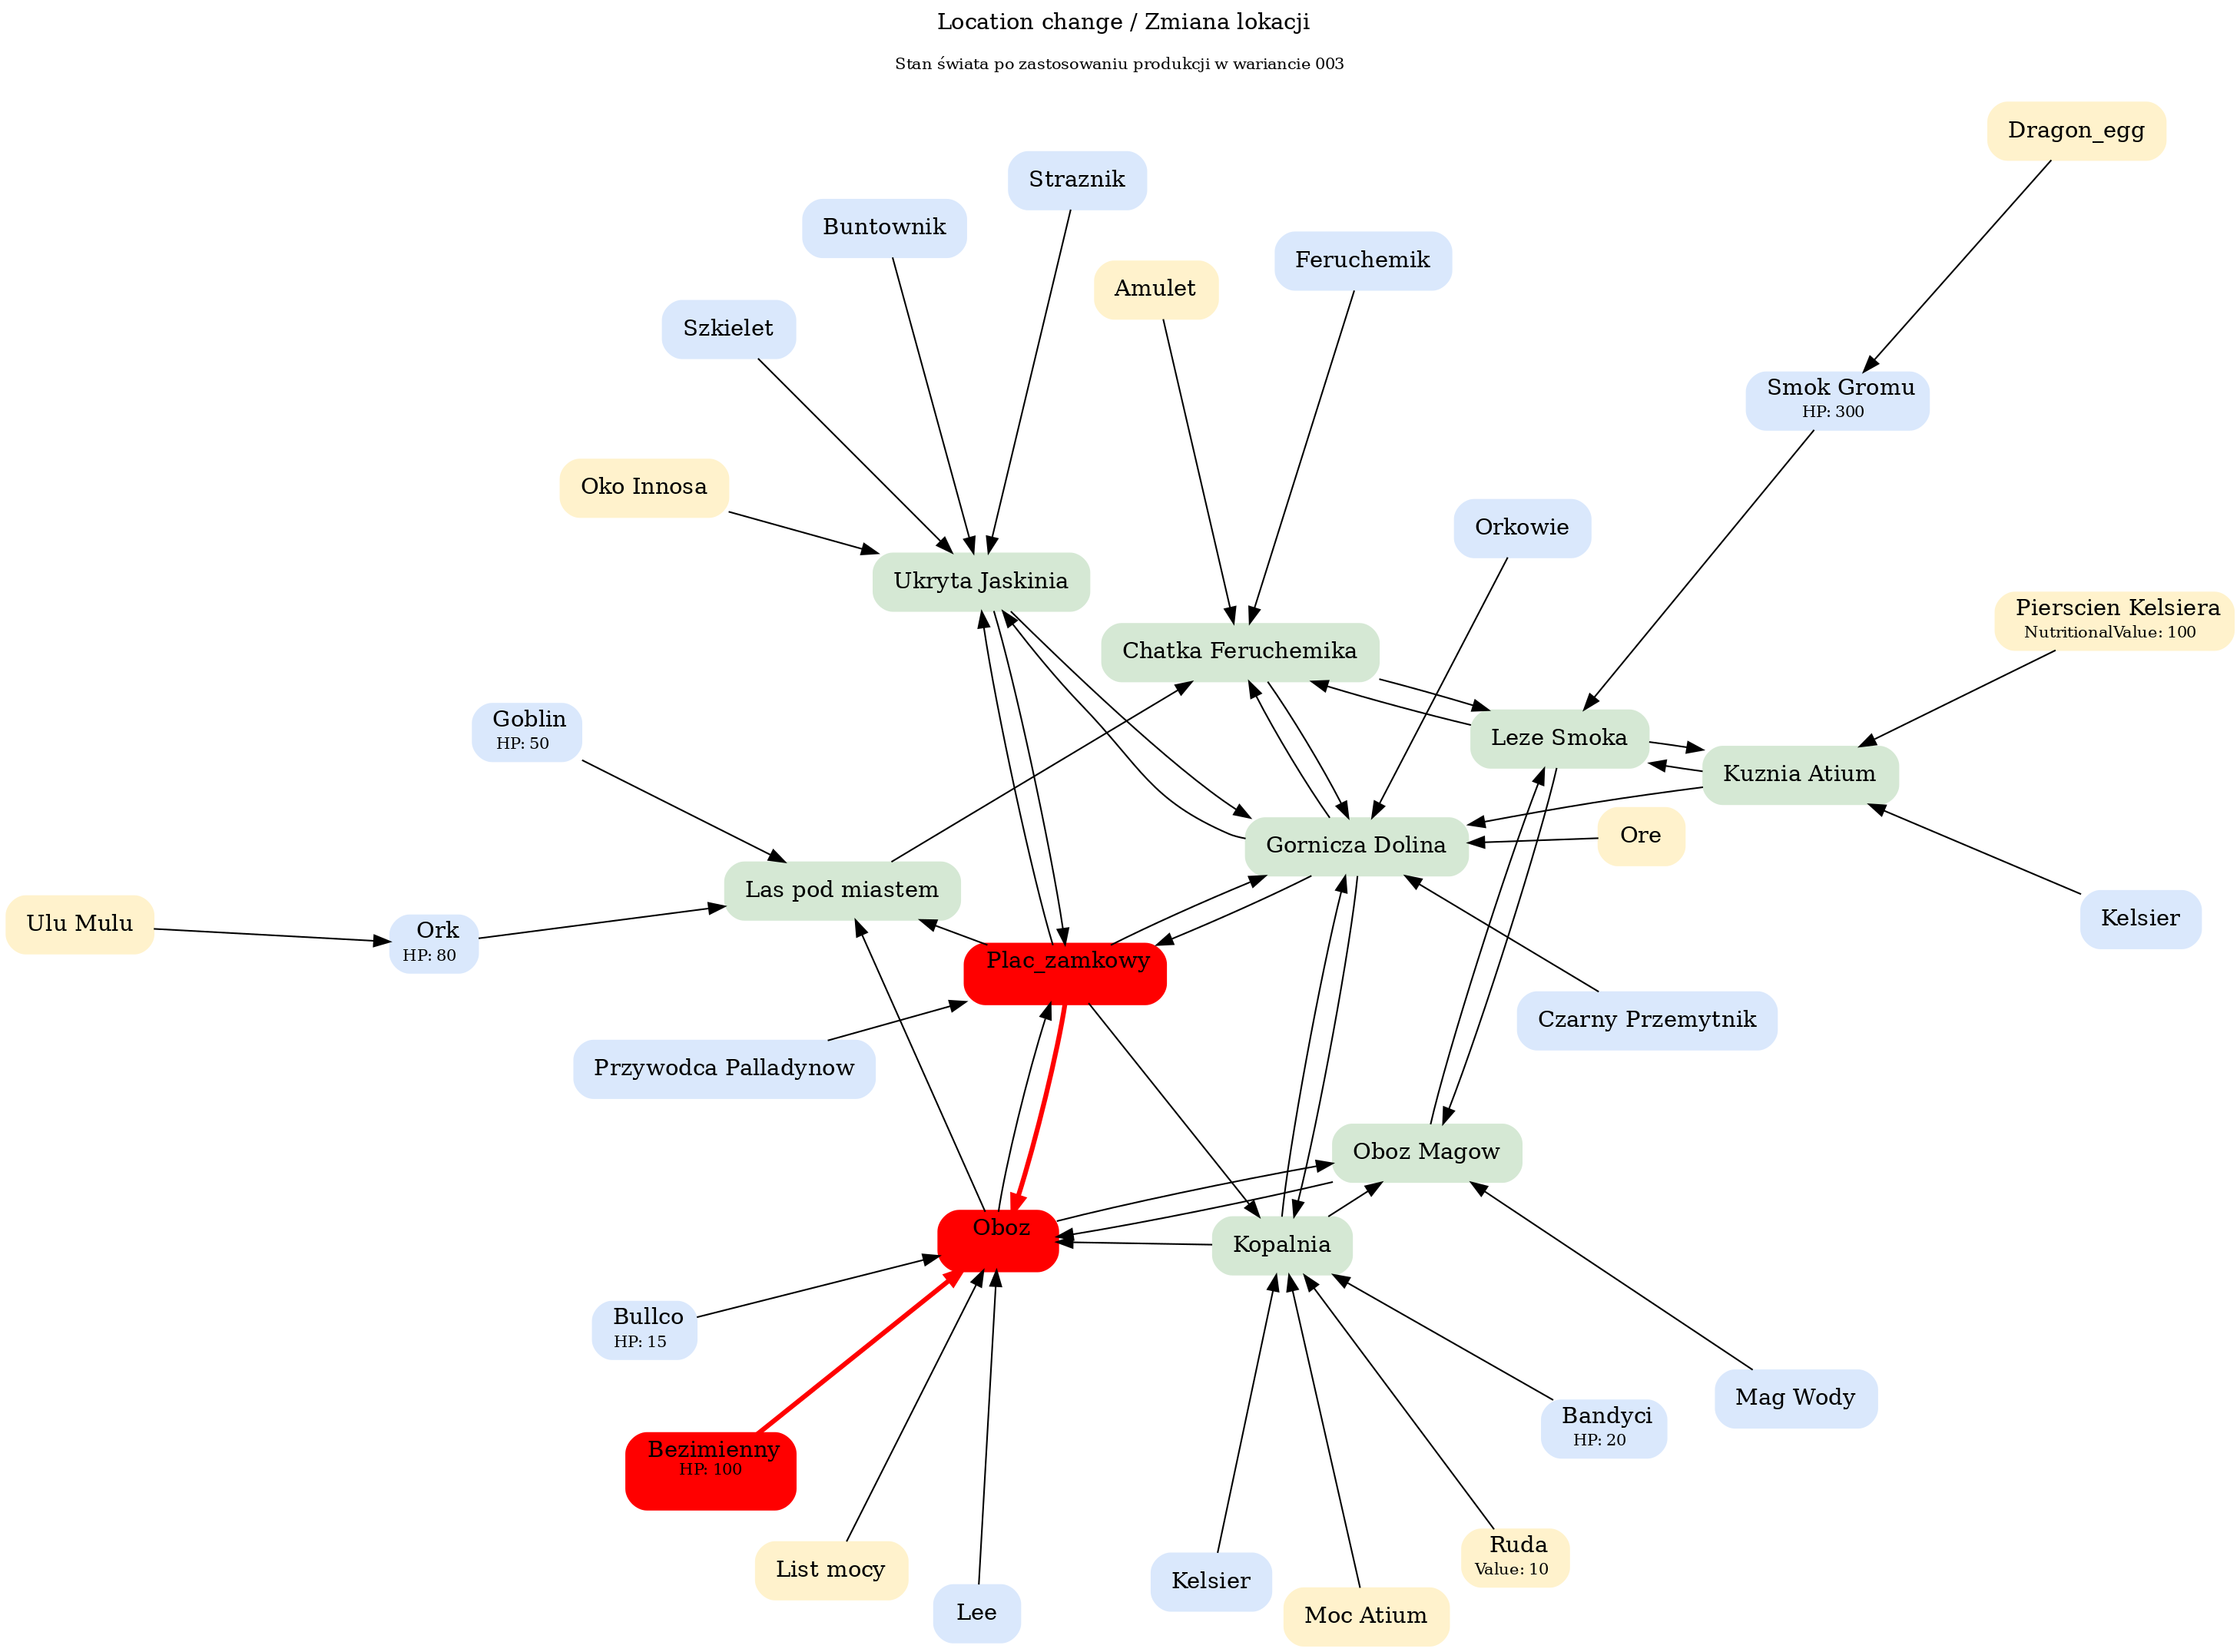 Location change / Zmiana lokacji
Stan świata po zastosowaniu produkcji w wariancie 003
Dragon_egg
Straznik
Buntownik
Feruchemik
Amulet
Szkielet
Smok Gromu
HP: 300
Oko Innosa
Orkowie
Ukryta Jaskinia
Pierscien Kelsiera
NutritionalValue: 100
Chatka Feruchemika
Goblin
HP: 50
Leze Smoka
Kuznia Atium
Ore
Gornicza Dolina
Las pod miastem
Kelsier
Ulu Mulu
Ork
HP: 80
Plac_zamkowy
Czarny Przemytnik
Przywodca Palladynow
Oboz Magow
Oboz
Kopalnia
Bullco
HP: 15
Mag Wody
Bandyci
HP: 20
Bezimienny
HP: 100
Ruda
Value: 10
List mocy
Kelsier
Lee
Moc Atium